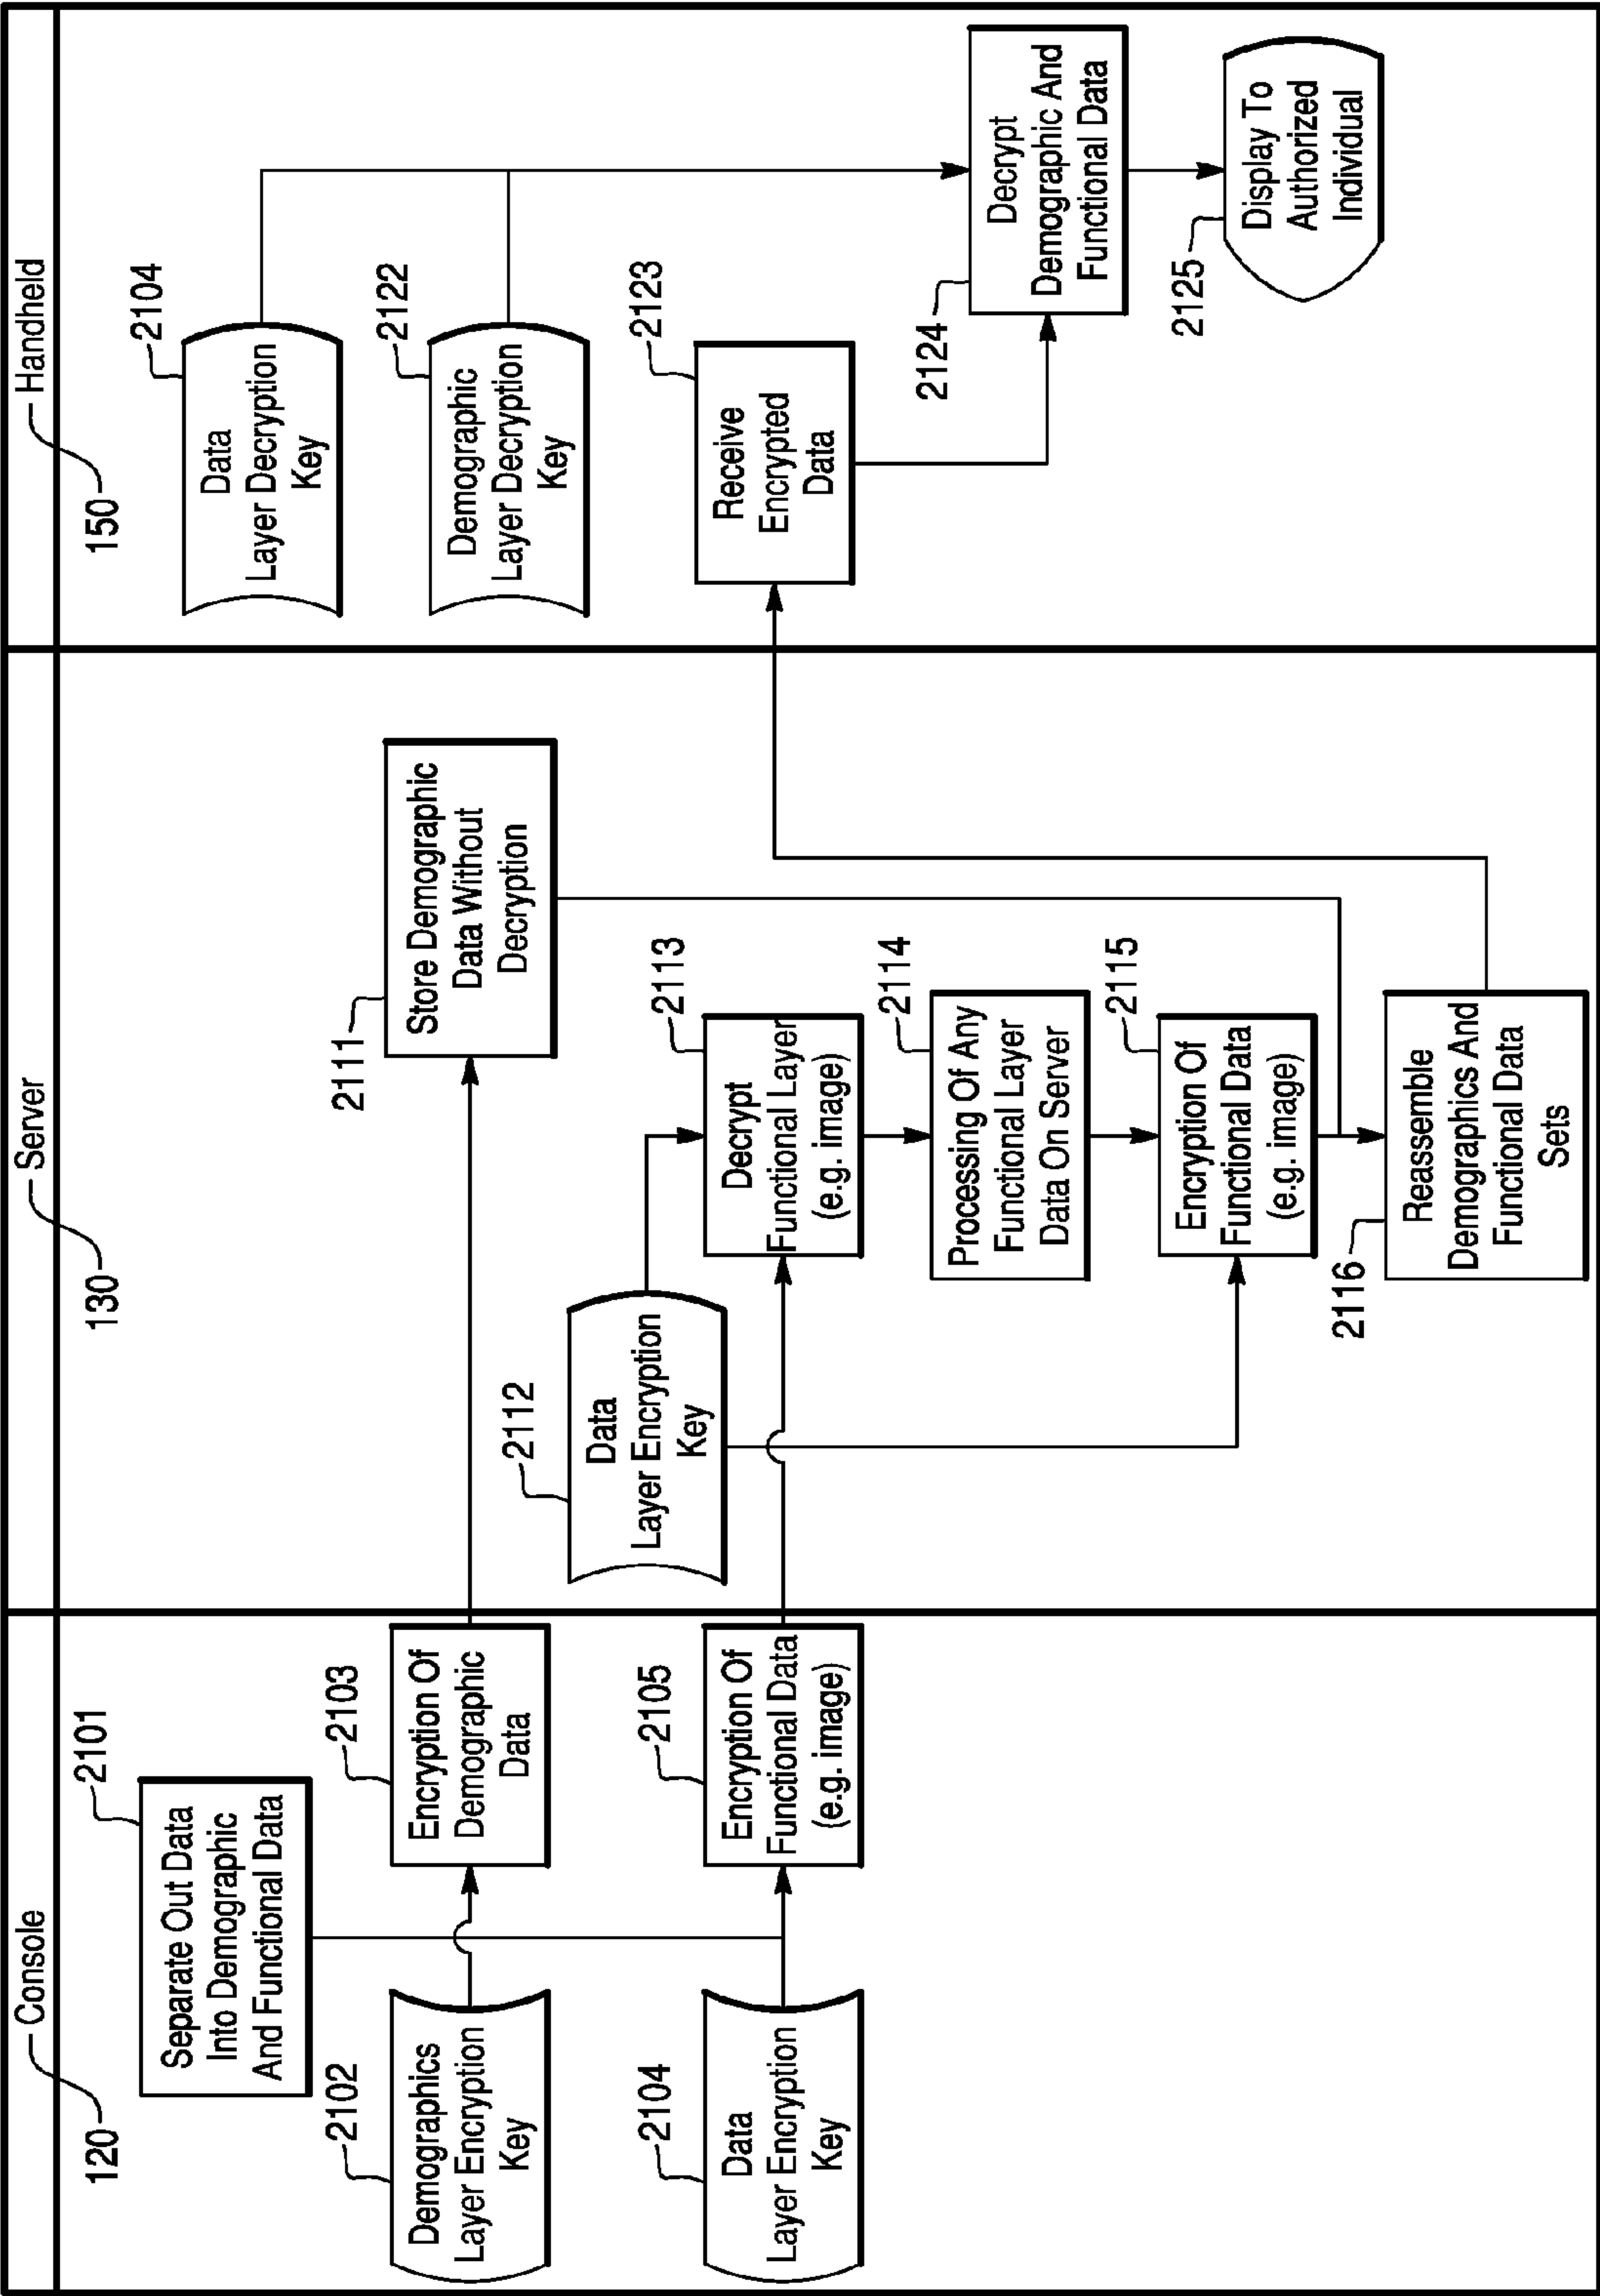 Console
120
2101
Separate Out Data
Into Demographic
And Functional Data
2102
Demographics
Layer Encryption
Key
2103
Encryption Of
Demographic
Data
2104
Data
Layer Encryption
Key
2105
Encryption Of
Functional Data
(e.g. image)
Server
130
2111
Store Demographic
Data Without
Decryption
2112
Data
Layer Encryption
Key
2113
Decrypt
Functional Layer
(e.g. image)
2114
Processing Of Any
Functional Layer
Data On Server
2115
Encryption Of
Functional Data
(e.g. image)
2116
Reassemble
Demographics And
Functional Data
Sets
Handheld
150
2104
Data
Layer Decryption
Key
2122
Demographic
Layer Decryption
Key
2123
Receive
Encrypted
Data
2124
Decrypt
Demographic And
Functional Data
2125
Display To
Authorized
Individual